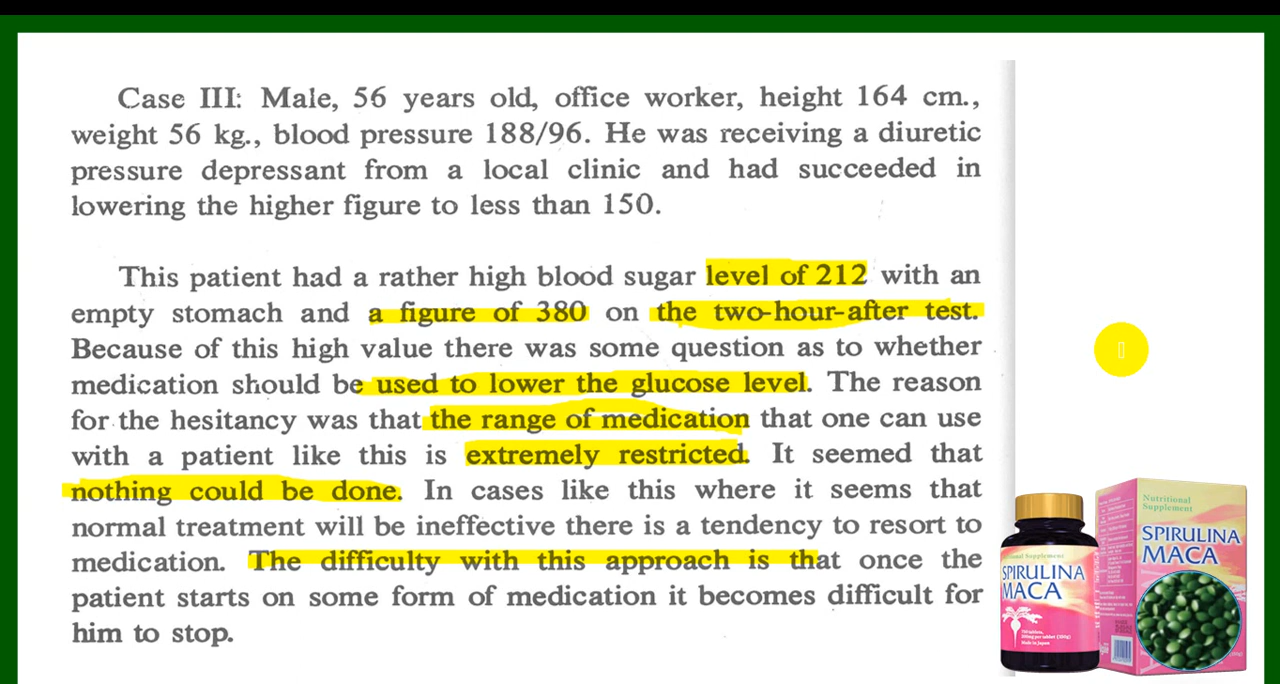 Case III: Male, 56 years old, office worker, height 164 cm.,
weight 56 kg., blood pressure 188/96. He was receiving a diuretic
pressure depressant from a local clinic and had succeeded in
lowering the higher figure to less than 150.
This patient had a rather high blood sugar level of 212 with an
empty stomach and a figure of 380 on the two-hour-after test.
Because of this high value there was some question as to whether
medication should be used to lower the glucose level. The reason
for the hesitancy was that the range of medication that one can use
with a patient like this is extremely restricted. It seemed that
nothing could be done. In cases like this where it seems that
normal treatment will be ineffective there is a tendency to resort to
medication. The difficulty with this approach is that once the
patient starts on some form of medication it becomes difficult for
him to stop.
Nutritional
Supplement
SPIRULINA
MACA
Supplement
SPIRULINA
MACA
Made in Japan